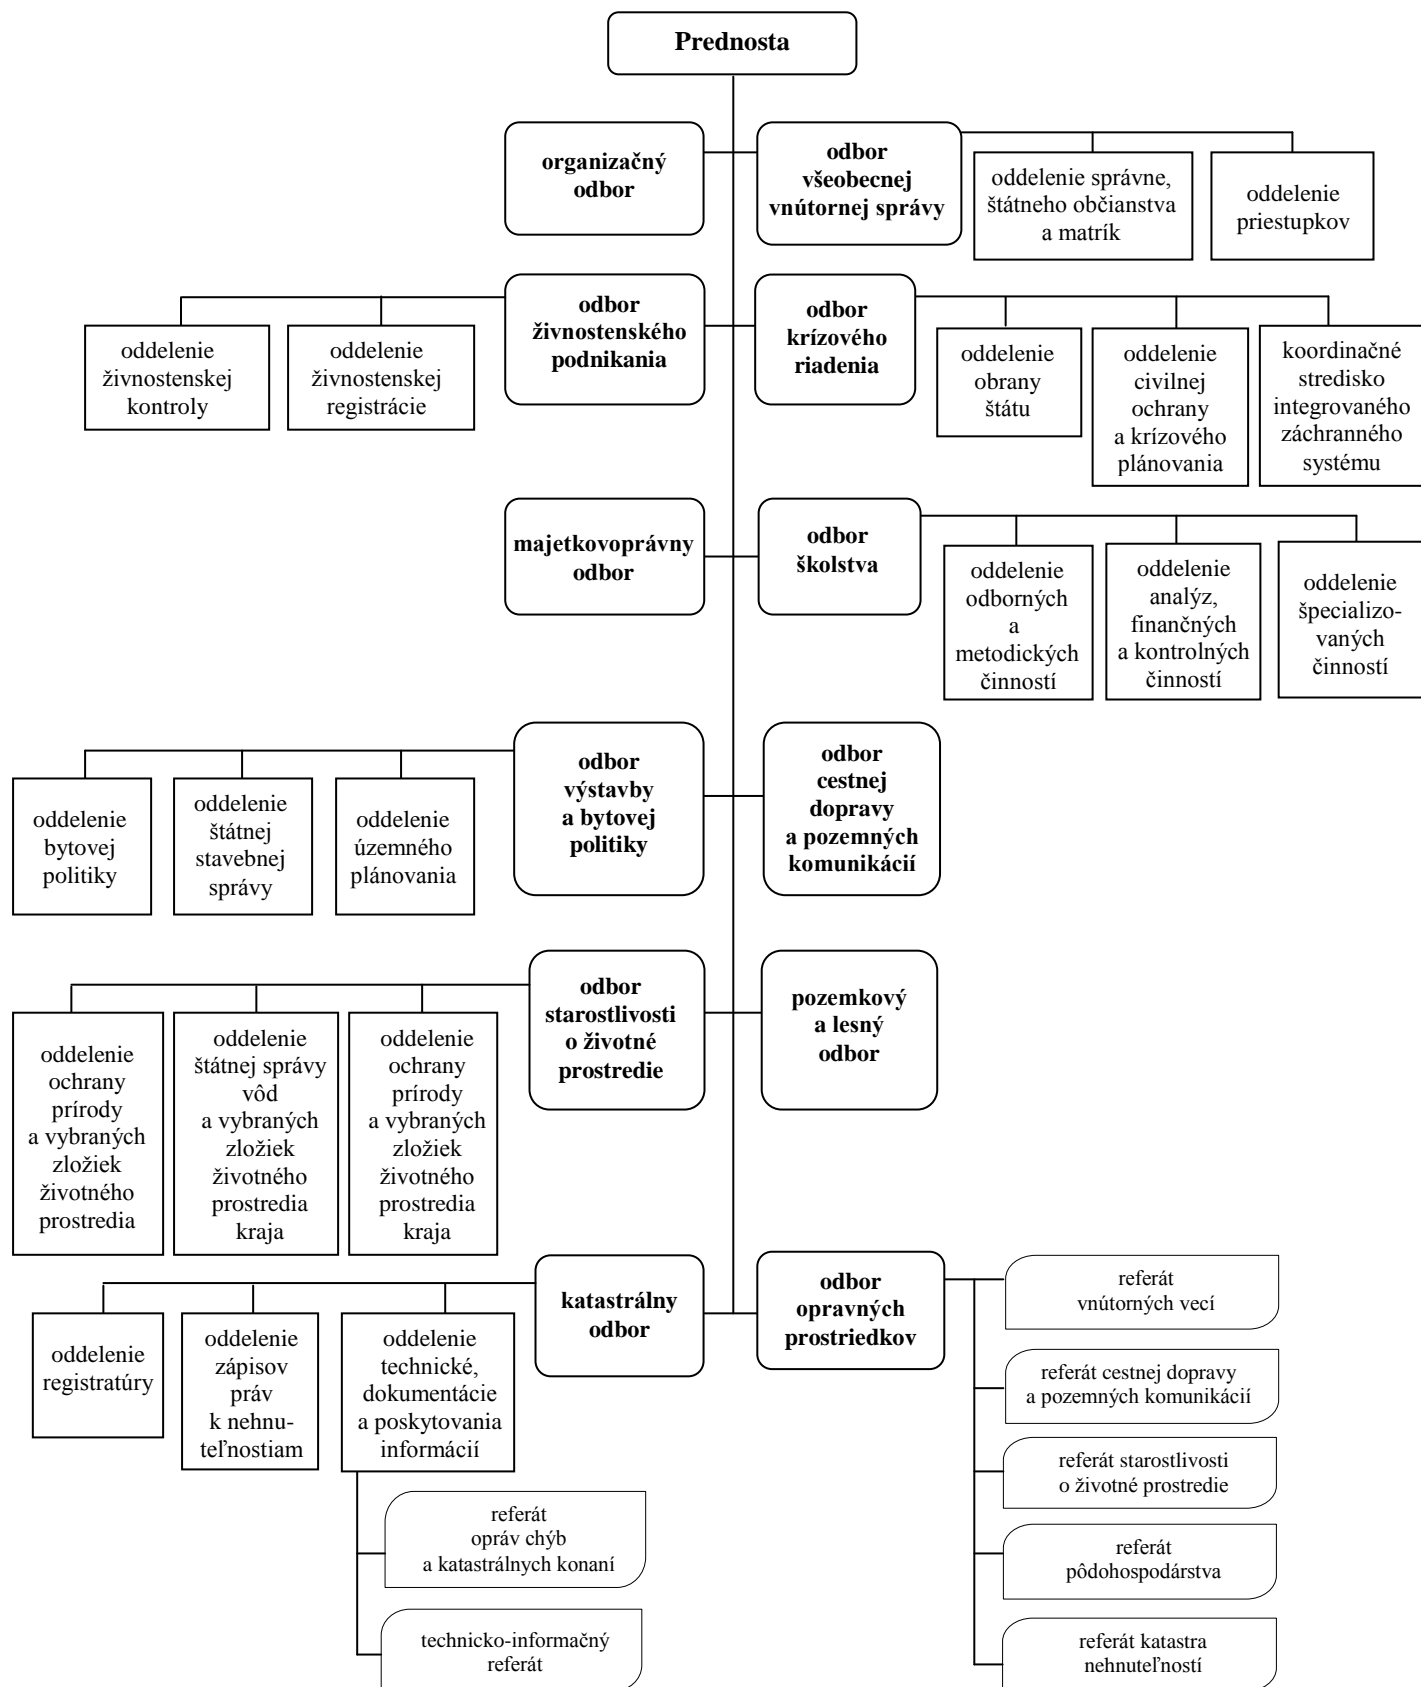 Prednosta
organizačný
odbor
odbor
všeobecnej
vnútornej správy
oddelenie správne,
štátneho občianstva
a matrík
oddelenie
priestupkov
oddelenie
živnostenskej
kontroly
oddelenie
živnostenskej
registrácie
odbor
živnostenského
podnikania
odbor
krízového
riadenia
oddelenie
obrany
štátu
oddelenie
civilnej
ochrany
a krízového
plánovania
koordinačné
stredisko
integrovaného
záchranného
systému
majetkovoprávny
odbor
odbor
školstva
oddelenie
odborných
a
metodických
činností
oddelenie
analýz,
finančných
a kontrolných
činností
oddelenie
špecializo-
vaných
činností
oddelenie
bytovej
politiky
oddelenie
štátnej
stavebnej
správy
oddelenie
územného
plánovania
odbor
výstavby
a bytovej
politiky
odbor
cestnej
dopravy
a pozemných
komunikácií
oddelenie
ochrany
prírody
a vybraných
zložiek
životného
prostredia
oddelenie
štátnej správy
vôd
a vybraných
zložiek
životného
prostredia
kraja
oddelenie
ochrany
prírody
a vybraných
zložiek
životného
prostredia
kraja
odbor
starostlivosti
o životné
prostredie
pozemkový
a lesný
odbor
oddelenie
registratúry
oddelenie
zápisov
práv
k nehnu-
teľnostiam
oddelenie
technické,
dokumentácie
a poskytovania
informácií
katastrálny
odbor
odbor
opravných
prostriedkov
referát
vnútorných vecí
referát cestnej dopravy
a pozemných komunikácií
referát starostlivosti
o životné prostredie
referát
pôdohospodárstva
referát katastra
nehnuteľností
referát
opráv chýb
a katastrálnych konaní
technicko-informačný
referát